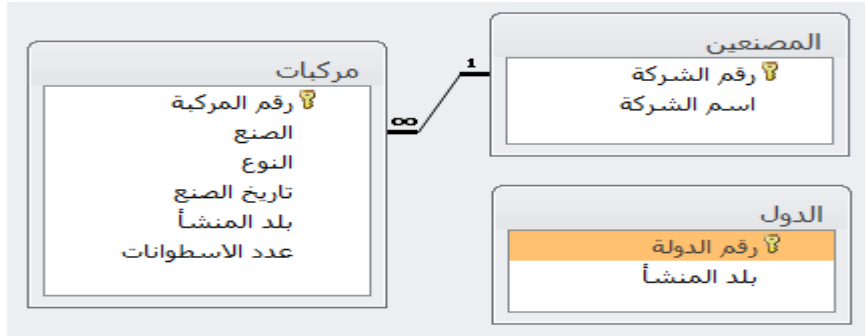 المصنعين
رقم الشركة
اسم الشركة
1
∞
مركبات
رقم المركبة
الصنع
النوع
تاريخ الصنع
بلد المنشأ
عدد الاسطوانات
الدول
رقم الدولة
بلد المنشأ